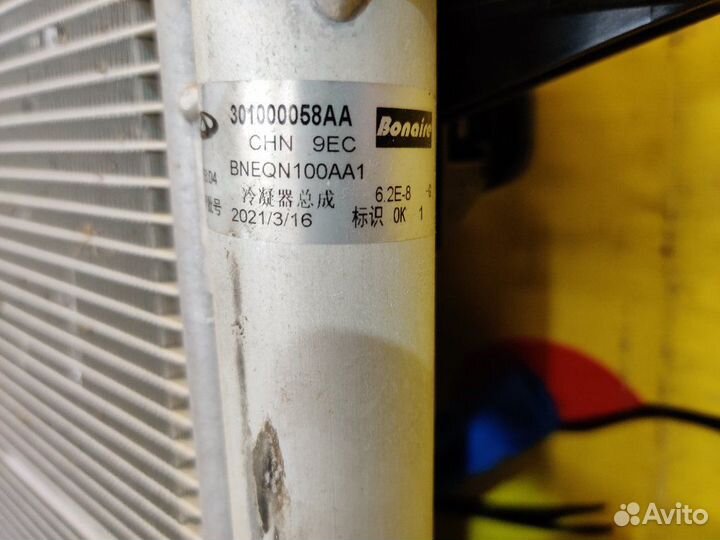 301000058AA Bonaire
CHN 9EC
BNEQN100AA1
冷凝器总成 6.2E-8
号 2021/3/16 标识 OK 1
Avito